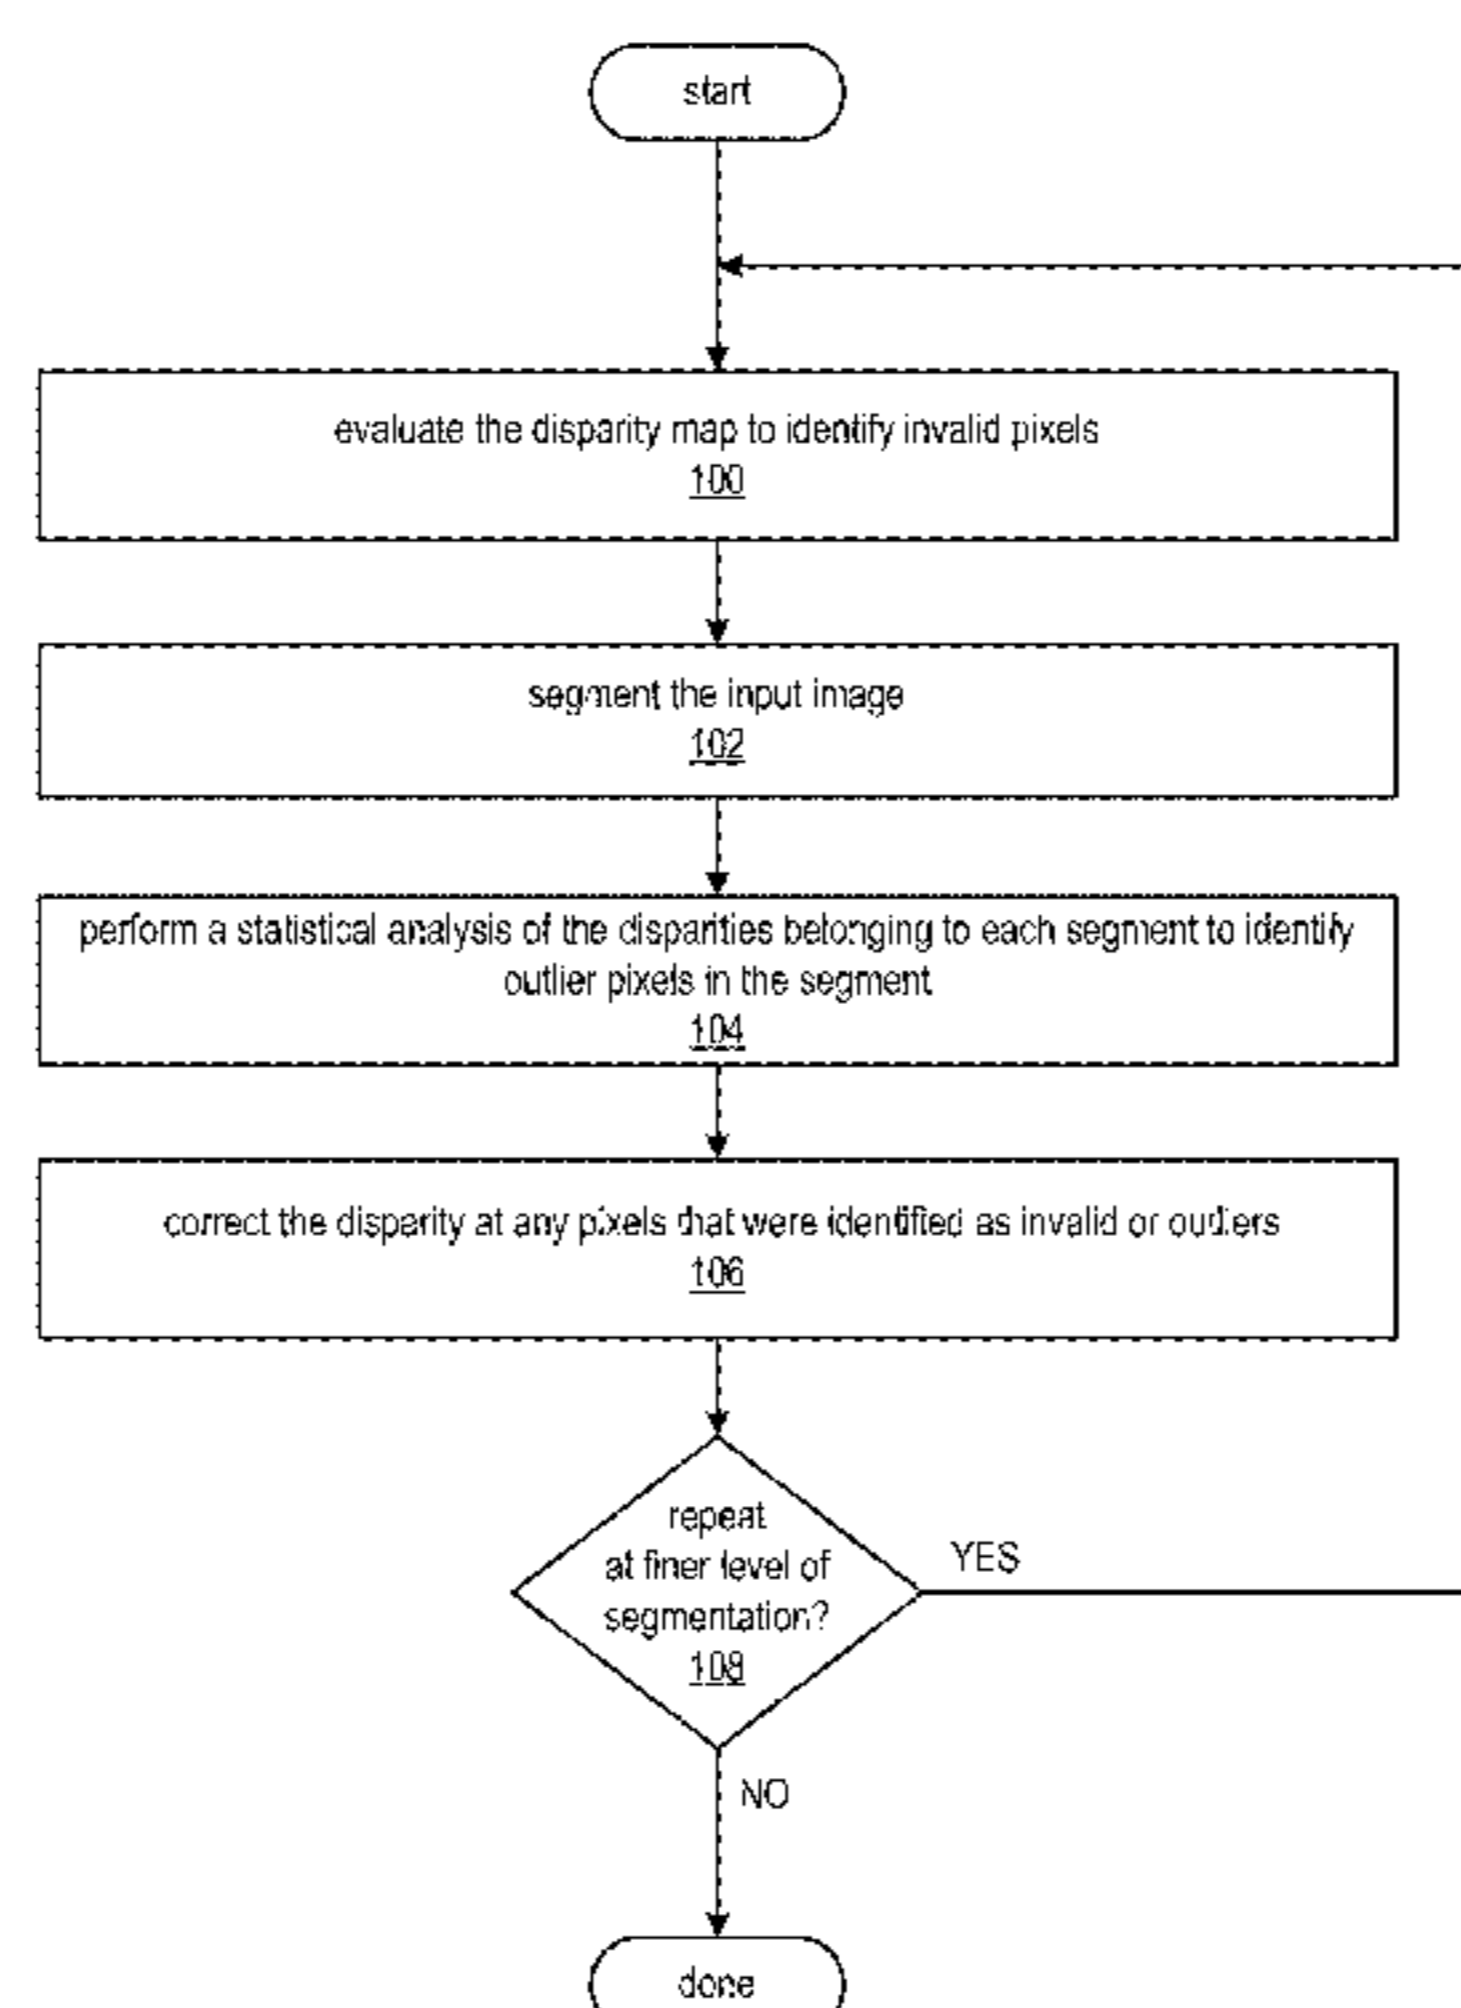 start
evaluate the disparity map to identify invalid pixels
100
segment the input image
102
perform a statistical analysis of the disparities belonging to each segment to identify
outlier pixels in the segment
104
correct the disparity at any pixels that were identified as invalid or outliers
106
repeat
at finer level of
segmentation?
108
YES
NO
done